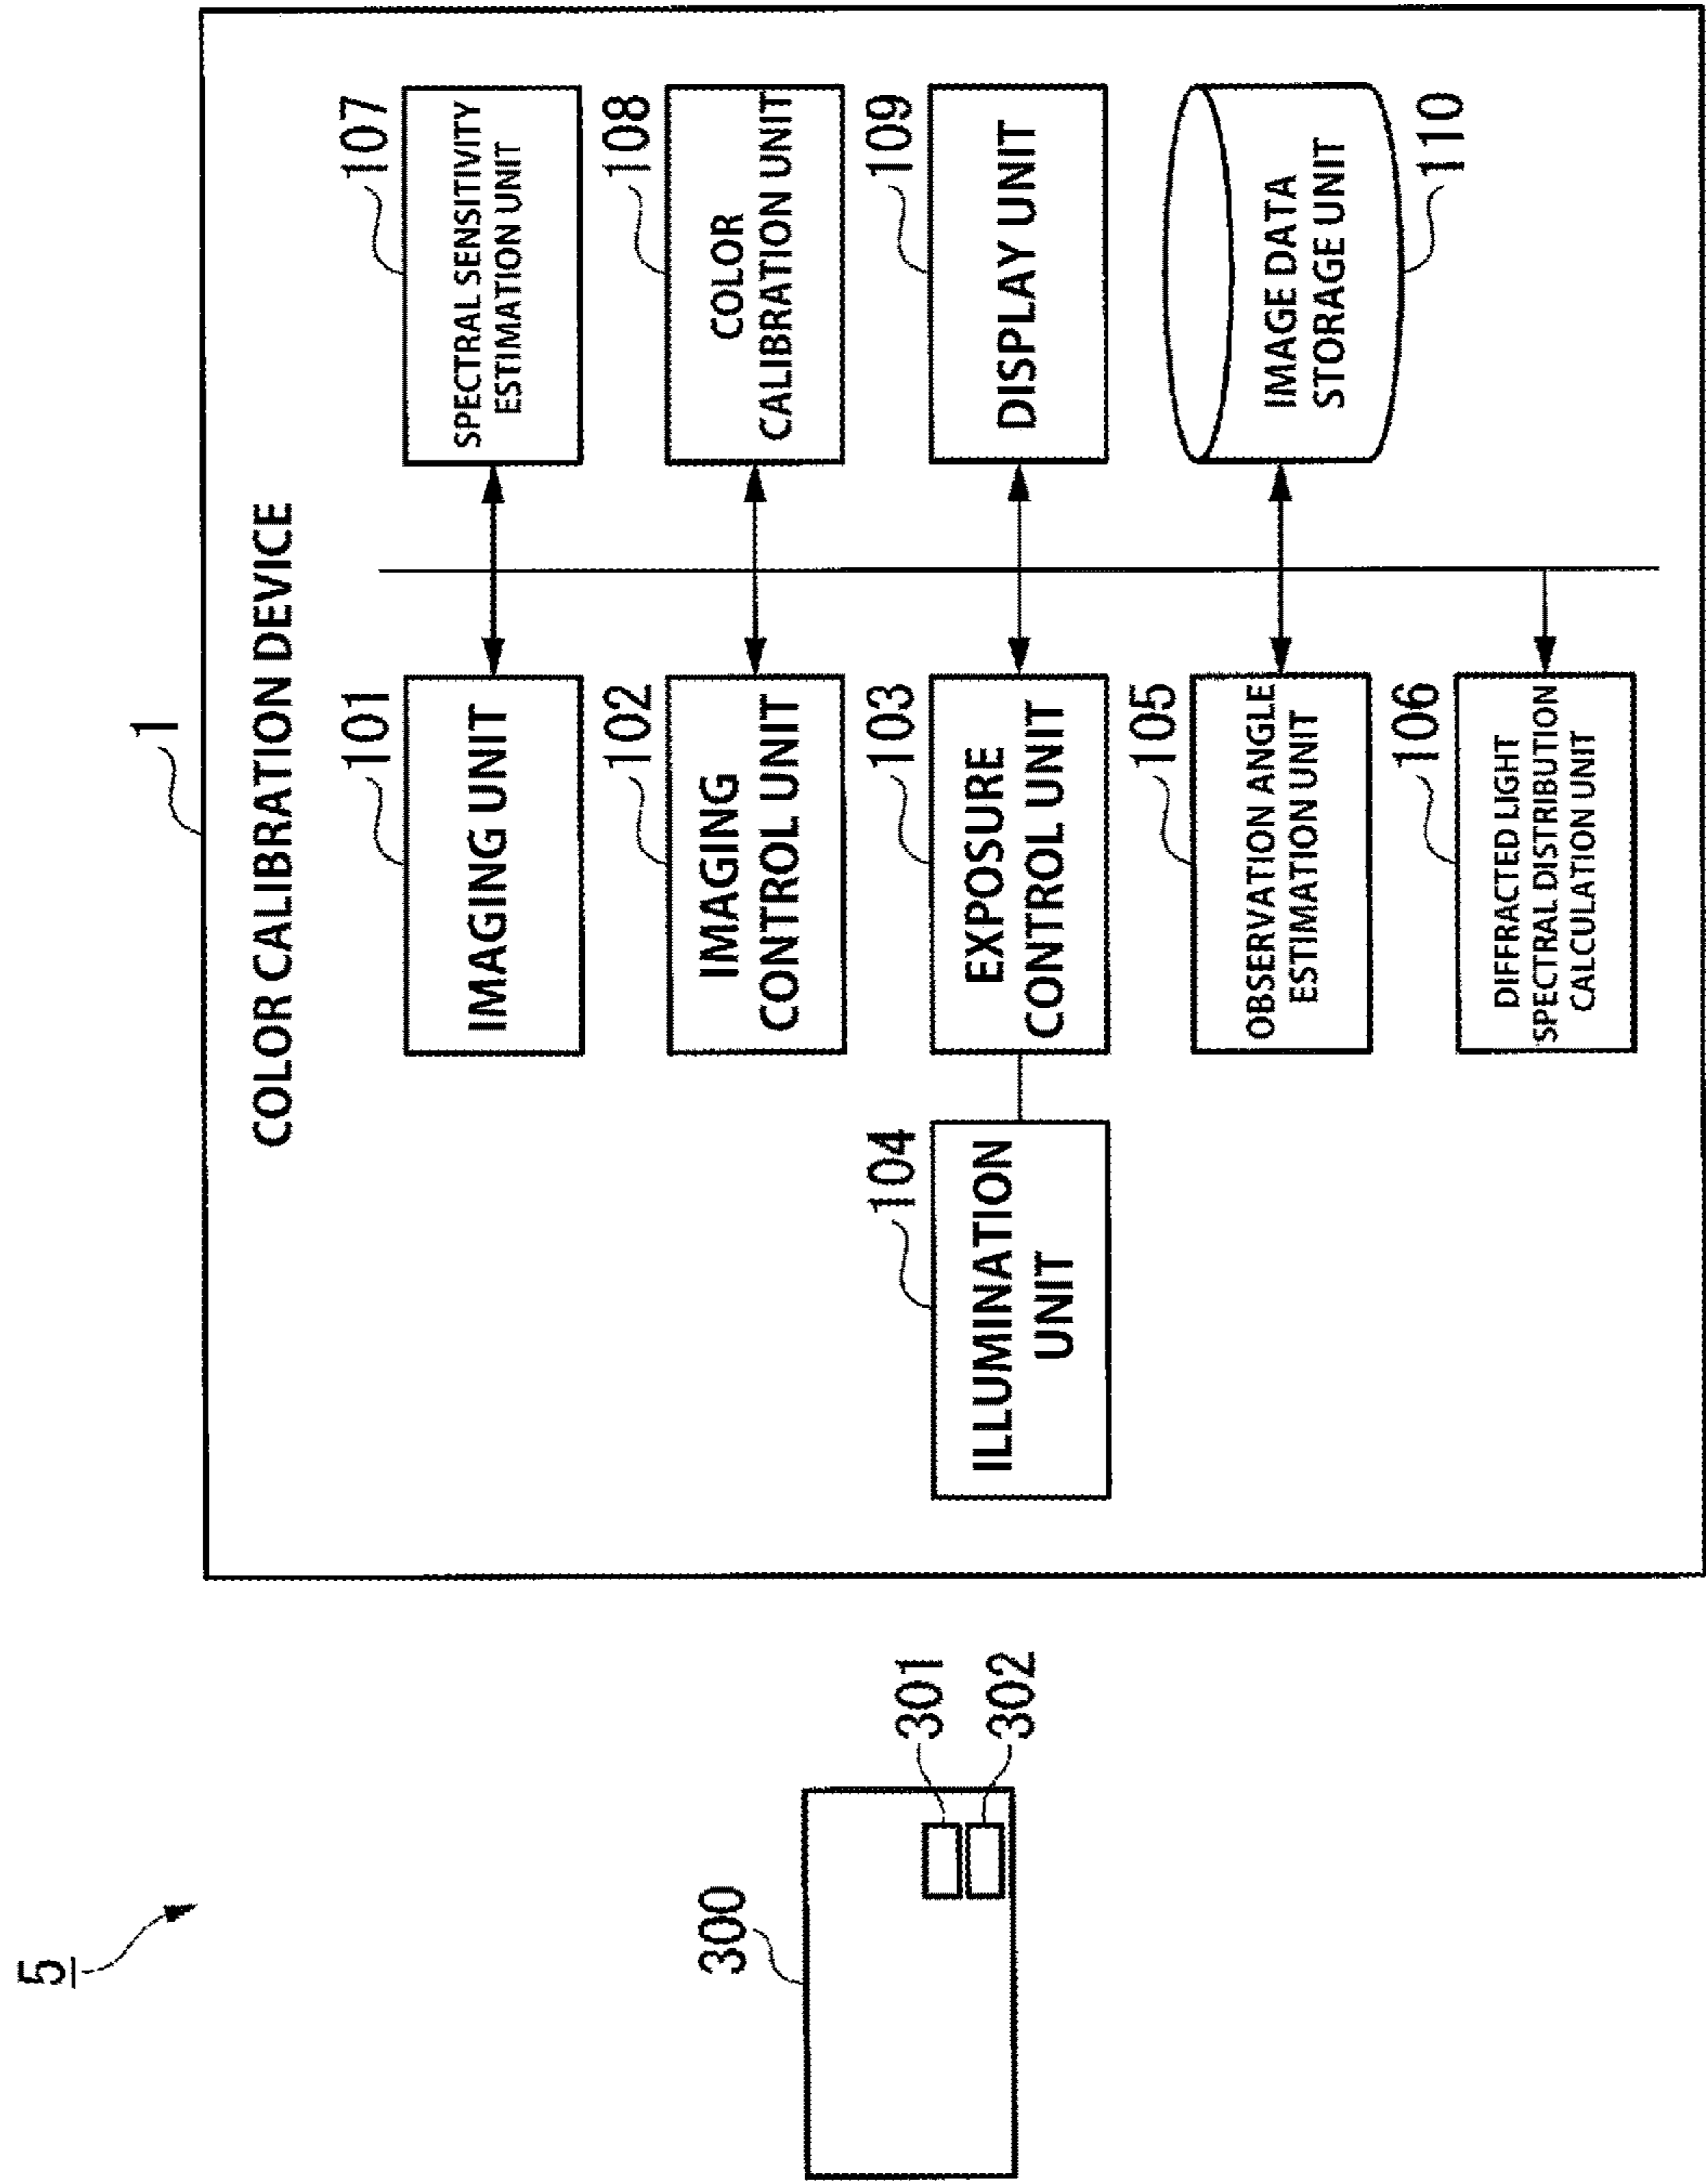 5
1
COLOR CALIBRATION DEVICE
101
IMAGING UNIT
107
SPECTRAL SENSITIVITY
ESTIMATION UNIT
102
IMAGING
CONTROL UNIT
108
COLOR
CALIBRATION UNIT
104
ILLUMINATION
UNIT
103
EXPOSURE
CONTROL UNIT
109
DISPLAY UNIT
105
OBSERVATION ANGLE
ESTIMATION UNIT
IMAGE DATA
STORAGE UNIT
110
106
DIFFRACTED LIGHT
SPECTRAL DISTRIBUTION
CALCULATION UNIT
300
301
302